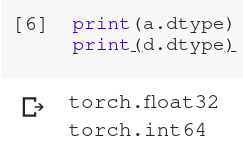 [6] print(a.dtype)
print(d.dtype)
torch.float32
torch.int64